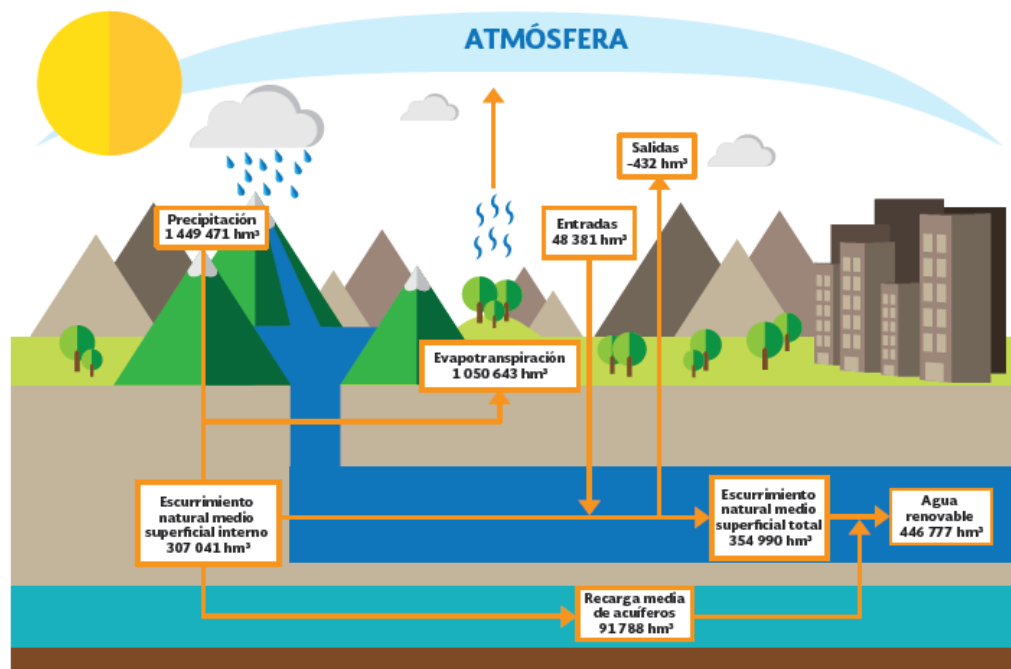 ATMÓSFERA
Salidas
-432 hm³
Precipitación
1 449 471 hm³
Entradas
48 381 hm³
Evapotranspiración
1 050 643 hm³
Escurrimiento
natural medio
superficial interno
307 041 hm³
Escurrimiento
natural medio
superficial total
354 990 hm³
Agua
renovable
446 777 hm³
Recarga media
de acuíferos
91 788 hm³